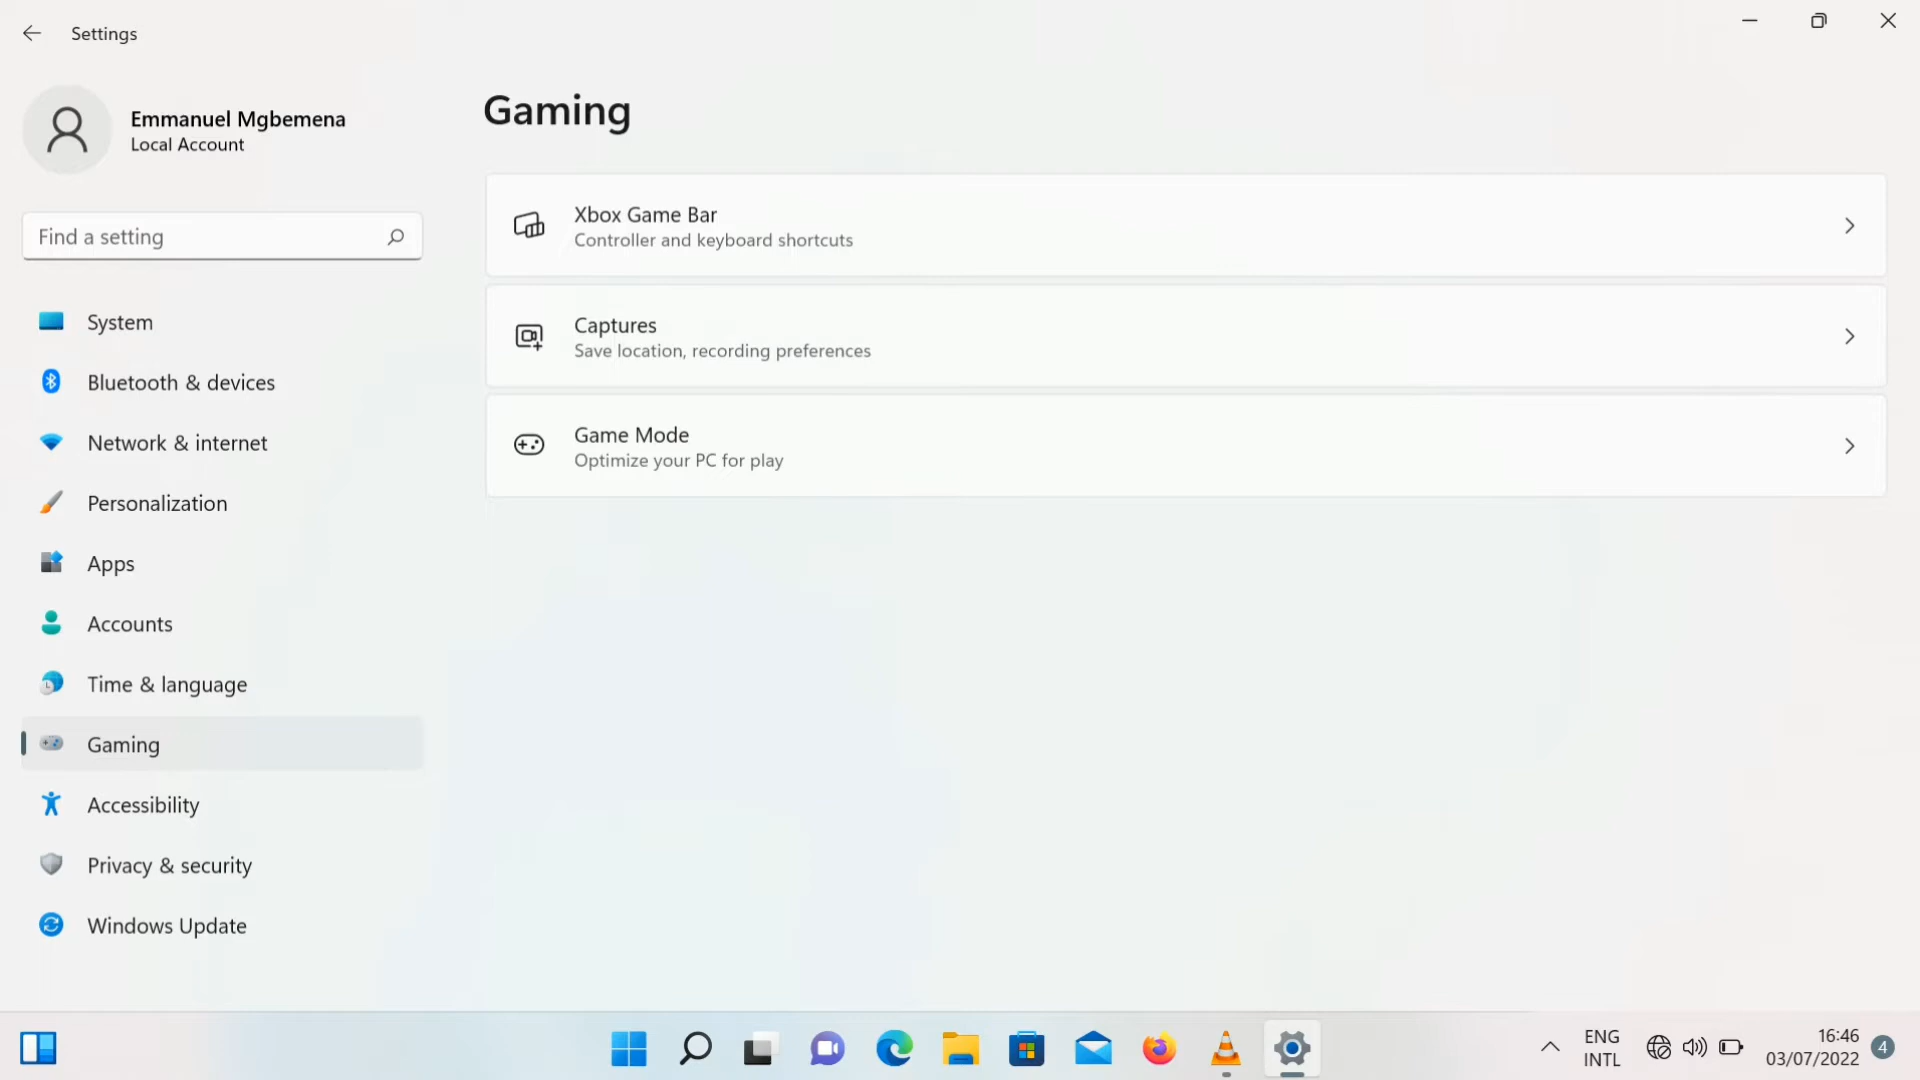 Settings
Emmanuel Mgbemena
Local Account
Find a setting
System
Bluetooth & devices
Network & internet
Personalization
Apps
Accounts
Time & language
Gaming
Accessibility
Privacy & security
Windows Update
Gaming
Xbox Game Bar
Controller and keyboard shortcuts
Captures
Save location, recording preferences
Game Mode
Optimize your PC for play
ENG
INTL
16:46
03/07/2022
4